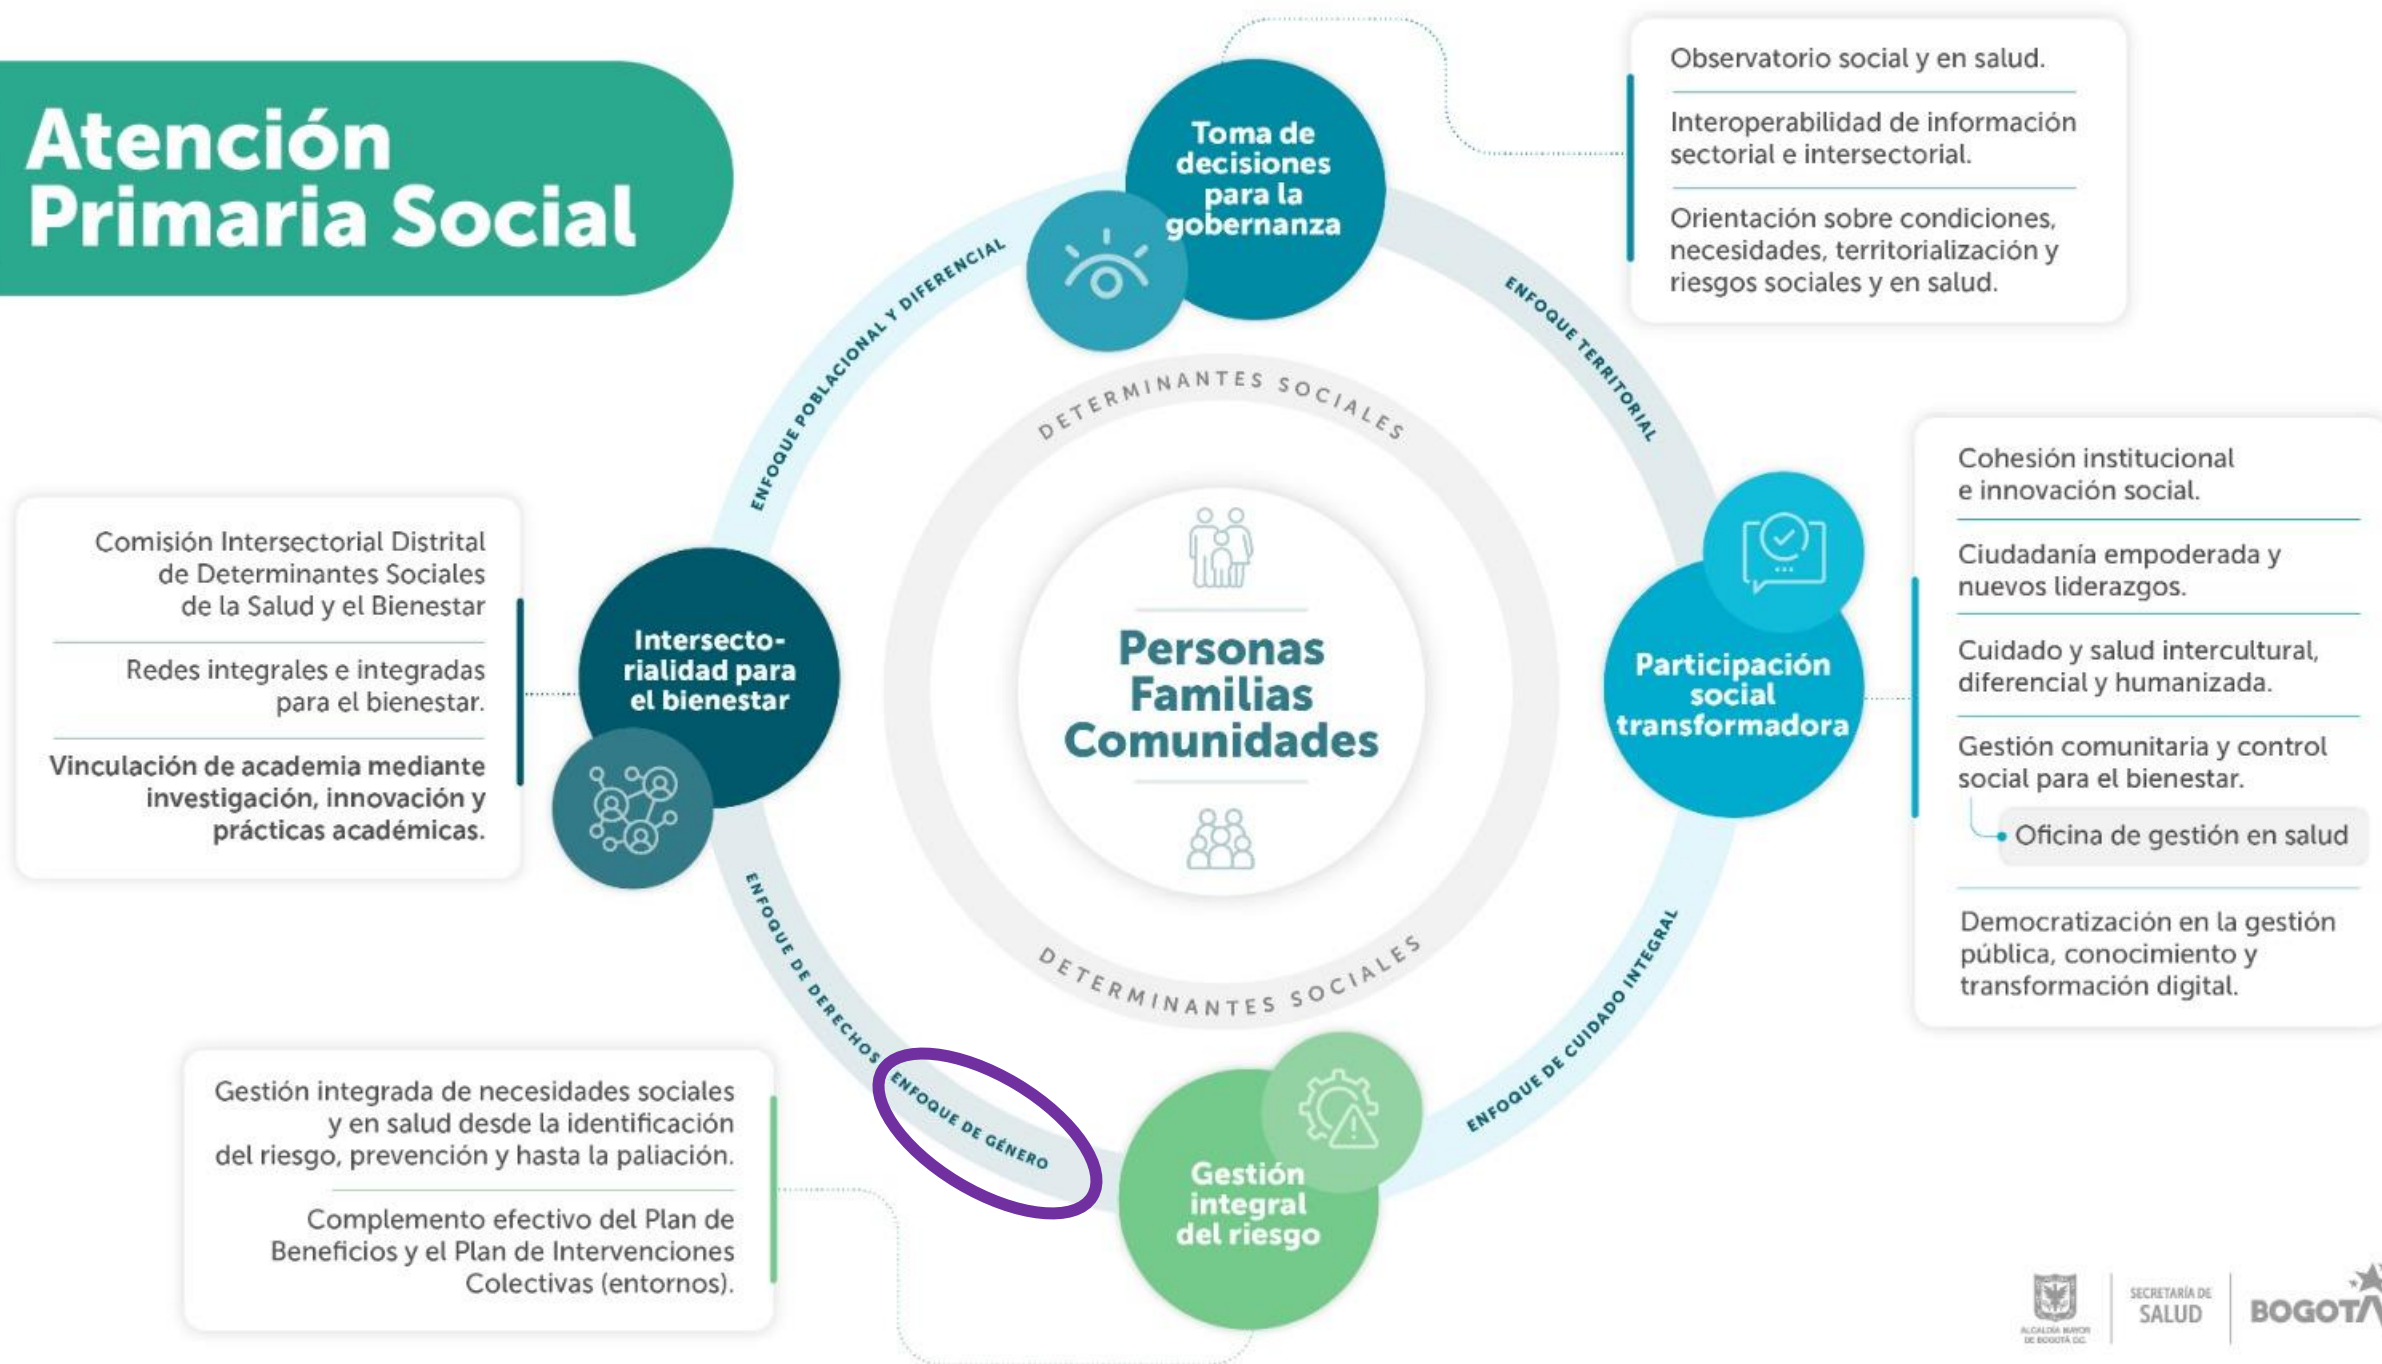 Atención
Primaria Social
Toma de
decisiones
para la
gobernanza
Observatorio social y en salud.
Interoperabilidad de información
sectorial e intersectorial.
Orientación sobre condiciones,
necesidades, territorialización y
riesgos sociales y en salud.
ENFOQUE POBLACIONAL Y DIFERENCIAL
ENFOQUE TERRITORIAL
DETERMINANTES SOCIALES
Comisión Intersectorial Distrital
de Determinantes Sociales
de la Salud y el Bienestar
Redes integrales e integradas
para el bienestar.
Vinculación de academia mediante
investigación, innovación y
prácticas académicas.
Intersecto-
rialidad para
el bienestar
Personas
Familias
Comunidades
Participación
social
transformadora
Cohesión institucional
e innovación social.
Ciudadanía empoderada y
nuevos liderazgos.
Cuidado y salud intercultural,
diferencial y humanizada.
Gestión comunitaria y control
social para el bienestar.
Oficina de gestión en salud
Democratización en la gestión
pública, conocimiento y
transformación digital.
DETERMINANTES SOCIALES
ENFOQUE DE DERECHOS
ENFOQUE DE GÉNERO
ENFOQUE DE CUIDADO INTEGRAL
Gestión integrada de necesidades sociales
y en salud desde la identificación
del riesgo, prevención y hasta la paliación.
Complemento efectivo del Plan de
Beneficios y el Plan de Intervenciones
Colectivas (entornos).
Gestión
integral
del riesgo
ALCALDÍA MAYOR
DE BOGOTÁ D.C.
SECRETARÍA DE
SALUD
BOGOTÁ